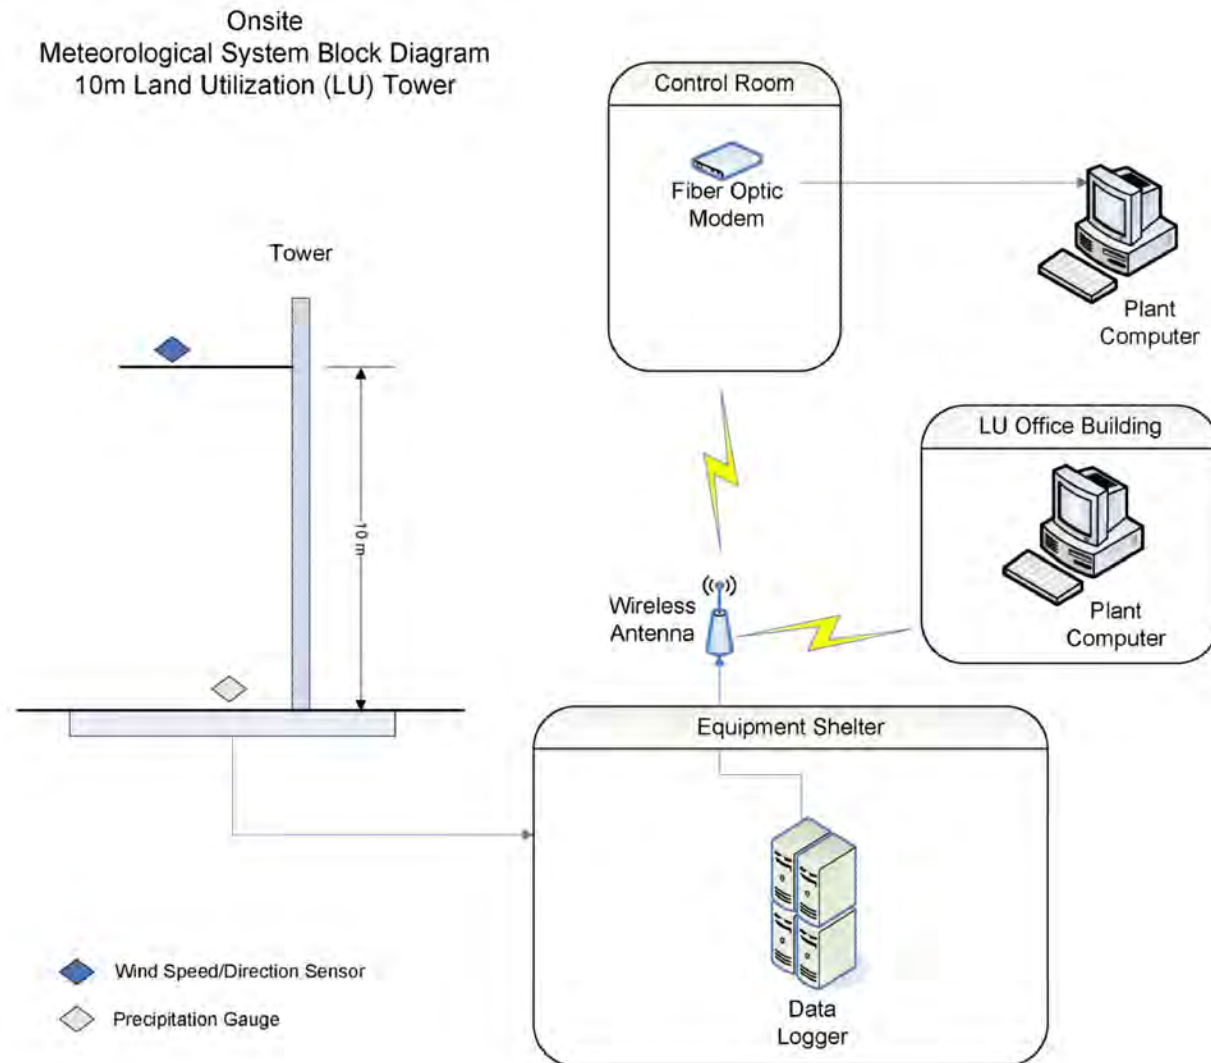 Onsite
Meteorological System Block Diagram
10m Land Utilization (LU) Tower
Control Room
Fiber Optic
Modem
Plant
Computer
Tower
10 m
LU Office Building
Plant
Computer
Wireless
Antenna
Equipment Shelter
Data
Logger
Wind Speed/Direction Sensor
Precipitation Gauge